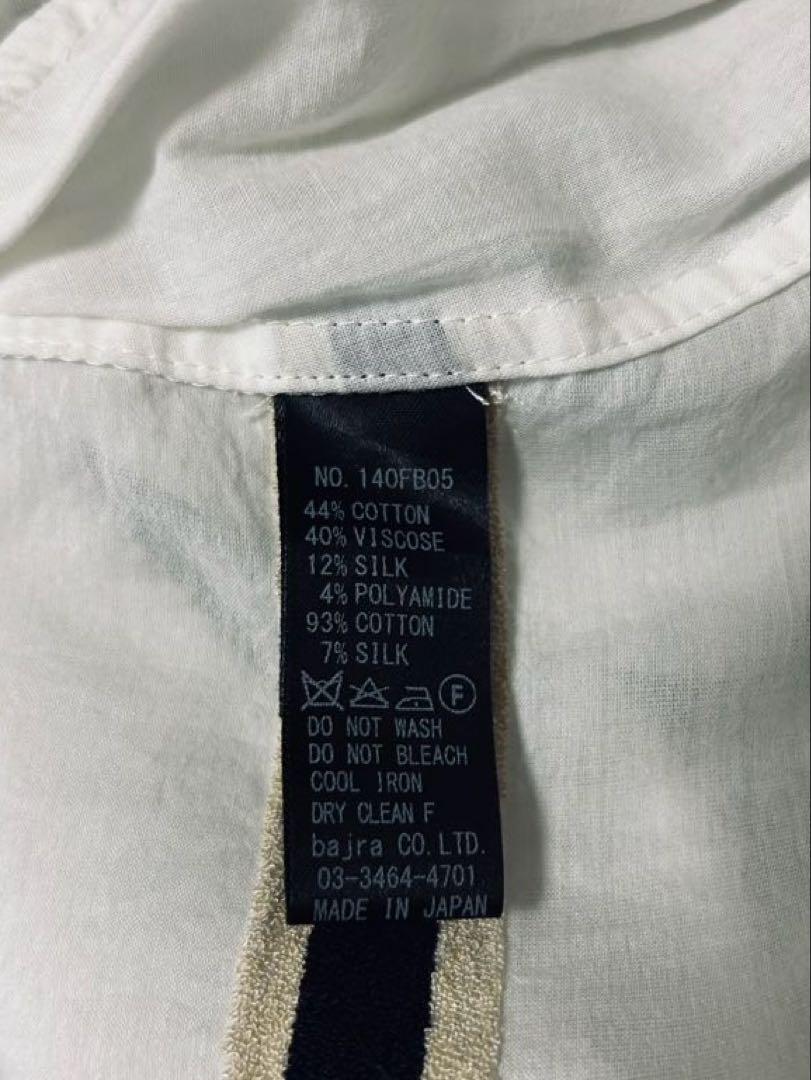 NO. 140FB05
44% COTTON
40% VISCOSE
12% SILK
4% POLYAMIDE
93% COTTON
7% SILK
F
DO NOT WASH
DO NOT BLEACH
COOL IRON
DRY CLEAN F
bajra CO. LTD.
03-3464-4701
MADE IN JAPAN